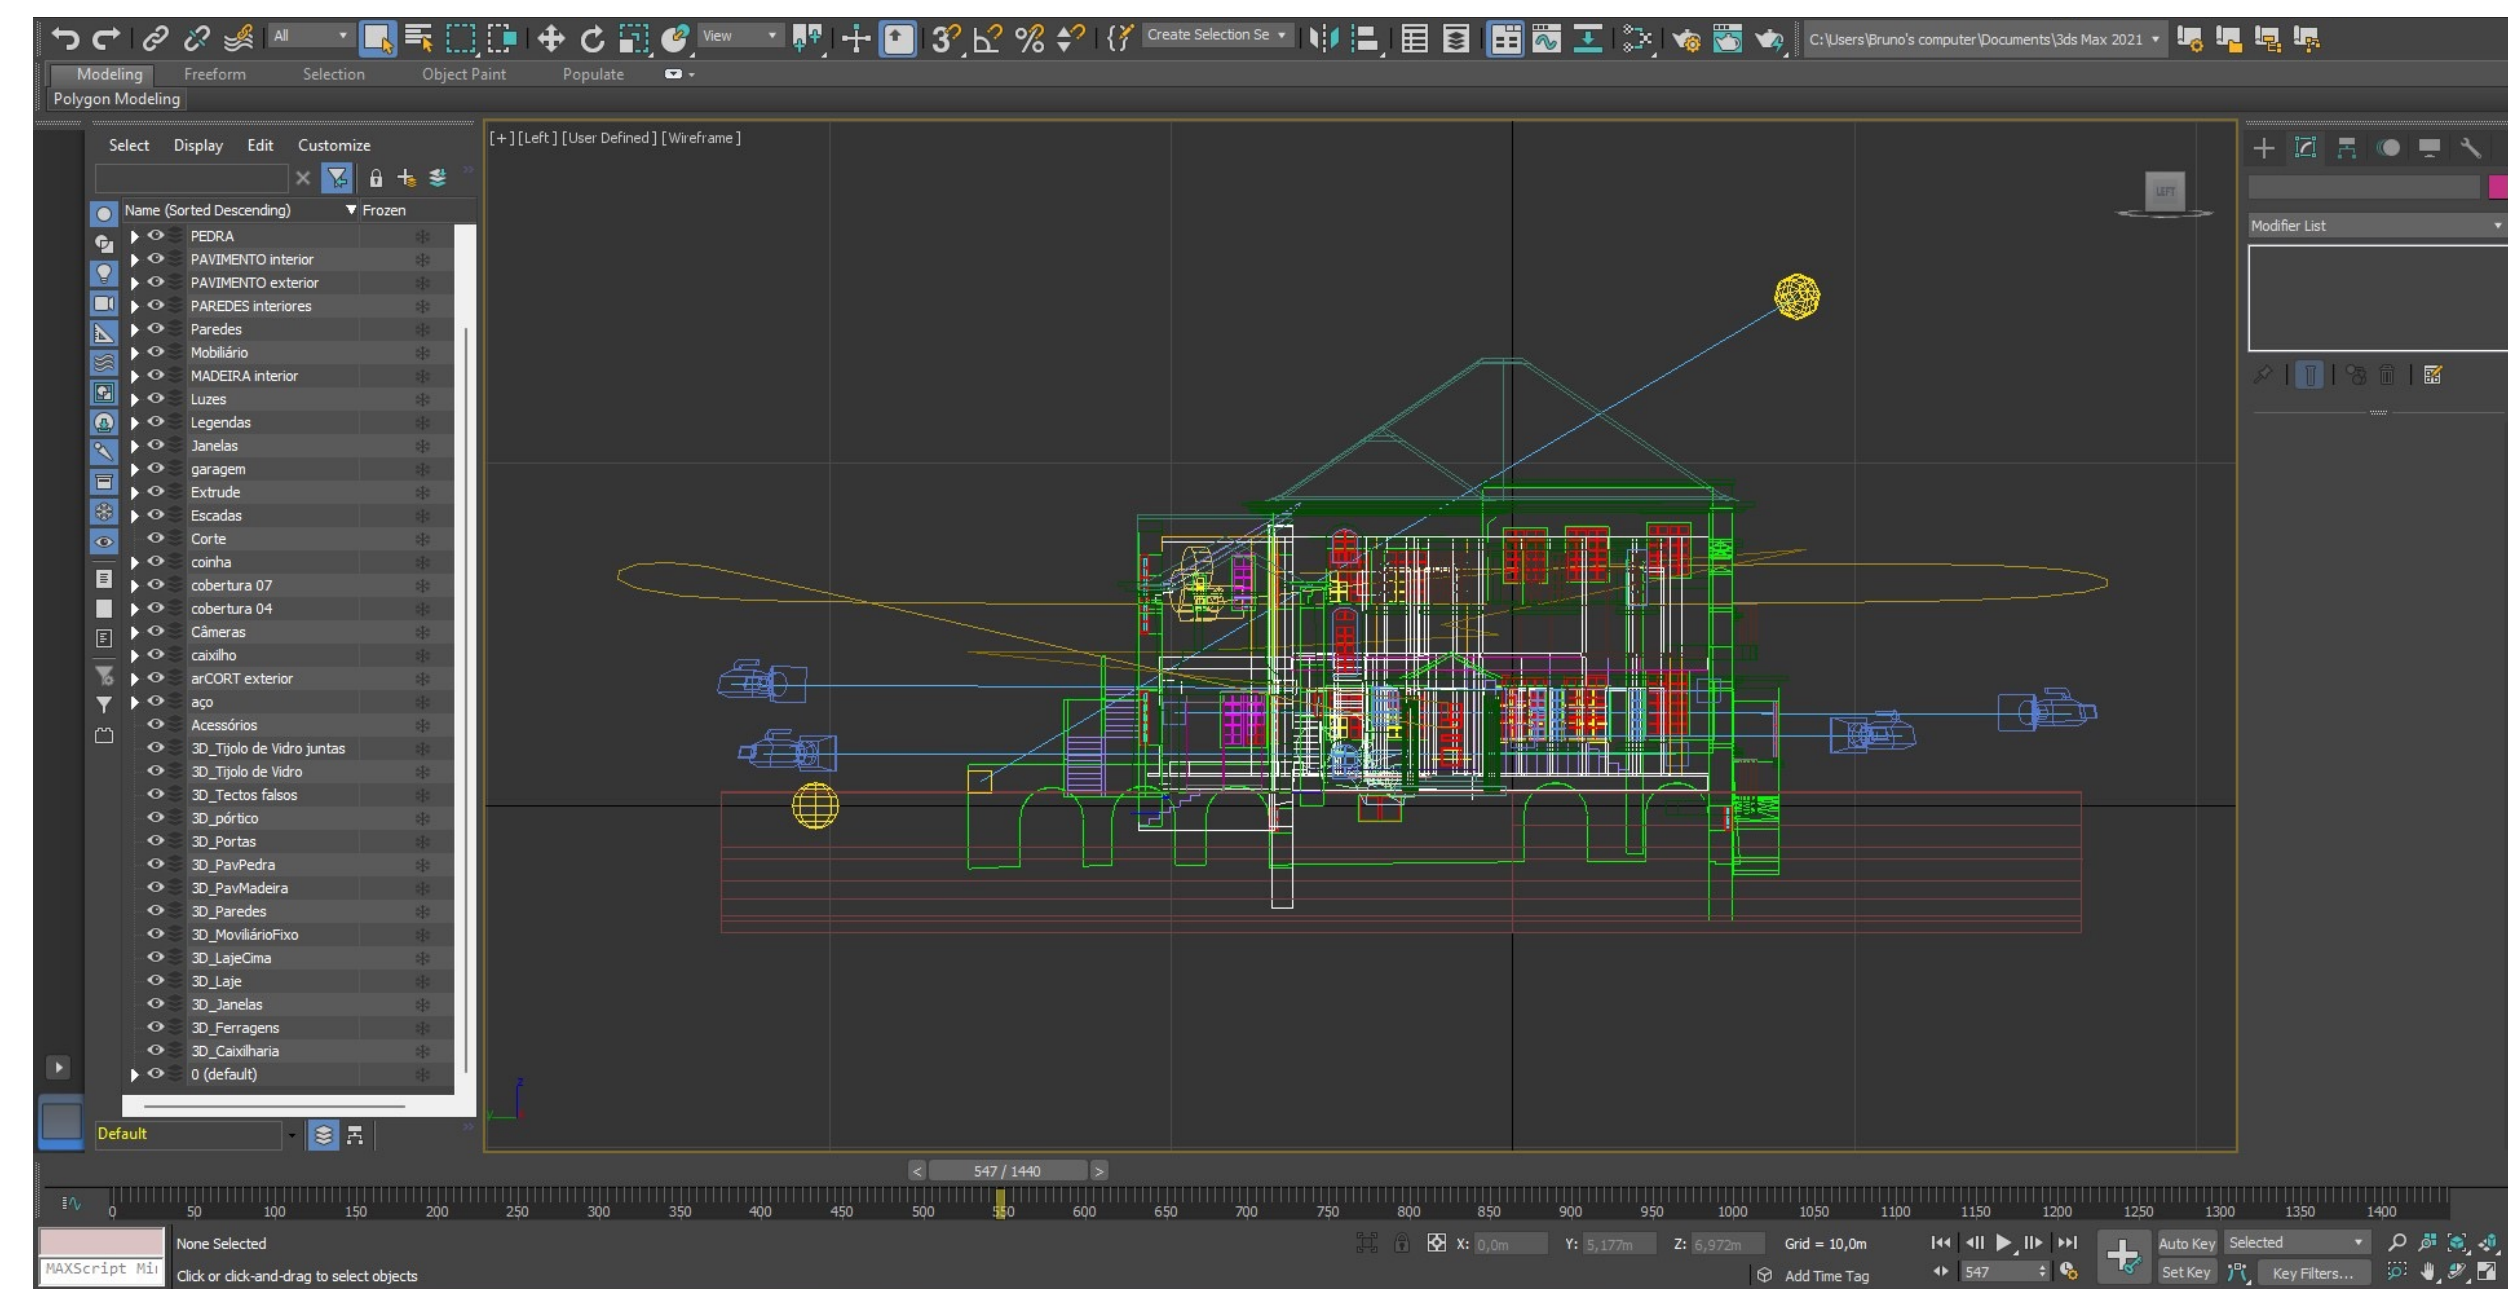 All
View
Create Selection Se
C:\Users\Bruno's computer\Documents\3ds Max 2021
Modeling
Freeform
Selection
Object Paint
Populate
Polygon Modeling
Select
Display
Edit
Customize
Name (Sorted Descending)
Frozen
PEDRA
PAVIMENTO interior
PAVIMENTO exterior
PAREDES interiores
Paredes
Mobiliário
MADEIRA interior
Luzes
Legendas
Janelas
garagem
Extrude
Escadas
Corte
coinha
cobertura 07
cobertura 04
Câmeras
caixilho
arCORT exterior
aço
Acessórios
3D_Tijolo de Vidro juntas
3D_Tijolo de Vidro
3D_Tectos falsos
3D_pórtico
3D_Portas
3D_PavPedra
3D_PavMadeira
3D_Paredes
3D_MoviliárioFixo
3D_LajeCima
3D_Laje
3D_Janelas
3D_Ferragens
3D_Caixilharia
0 (default)
Default
[+] [Left] [User Defined] [Wireframe]
LEFT
z
y
Modifier List
< 547 / 1440 >
0 50 100 150 200 250 300 350 400 450 500 550 600 650 700 750 800 850 900 950 1000 1050 1100 1150 1200 1250 1300 1350 1400
None Selected
X: 0,0m Y: 5,177m Z: 6,972m Grid = 10,0m
Auto Key Selected
MAXScript Mi
Click or click-and-drag to select objects
Add Time Tag
547
Set Key Key Filters...